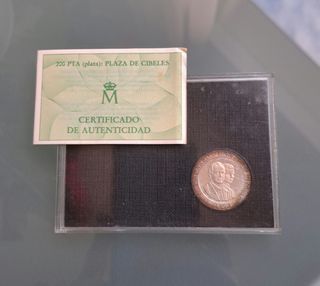 200 PTA (plata): PLAZA DE CIBELES
M
CERTIFICADO
DE AUTENTICIDAD